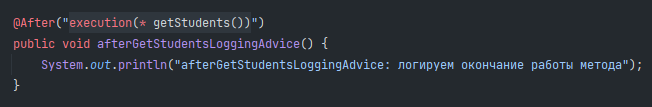 @After("execution(* getStudents())")
public void afterGetStudentsLoggingAdvice() {
    System.out.println("afterGetStudentsLoggingAdvice: логируем окончание работы метода");
}